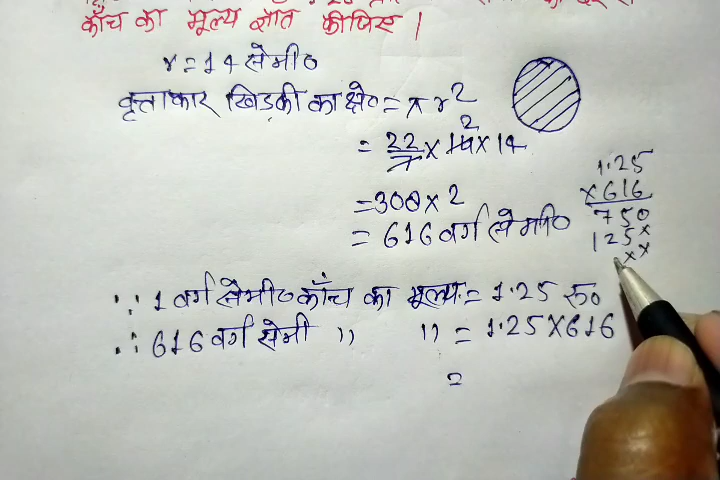 काँच का मूल्य ज्ञात कीजिए।
r = 14 सेमी०
वृत्ताकार खिड़की का क्षे० = πr²
= 22/7 × 14 2 × 14
= 308 × 2
= 616 वर्ग सेमी०
1.25
×616
750
125×
××
∵ 1 वर्ग सेमी० काँच का मूल्य = 1.25 रु०
∴ 616 वर्ग सेमी " " = 1.25×616
=